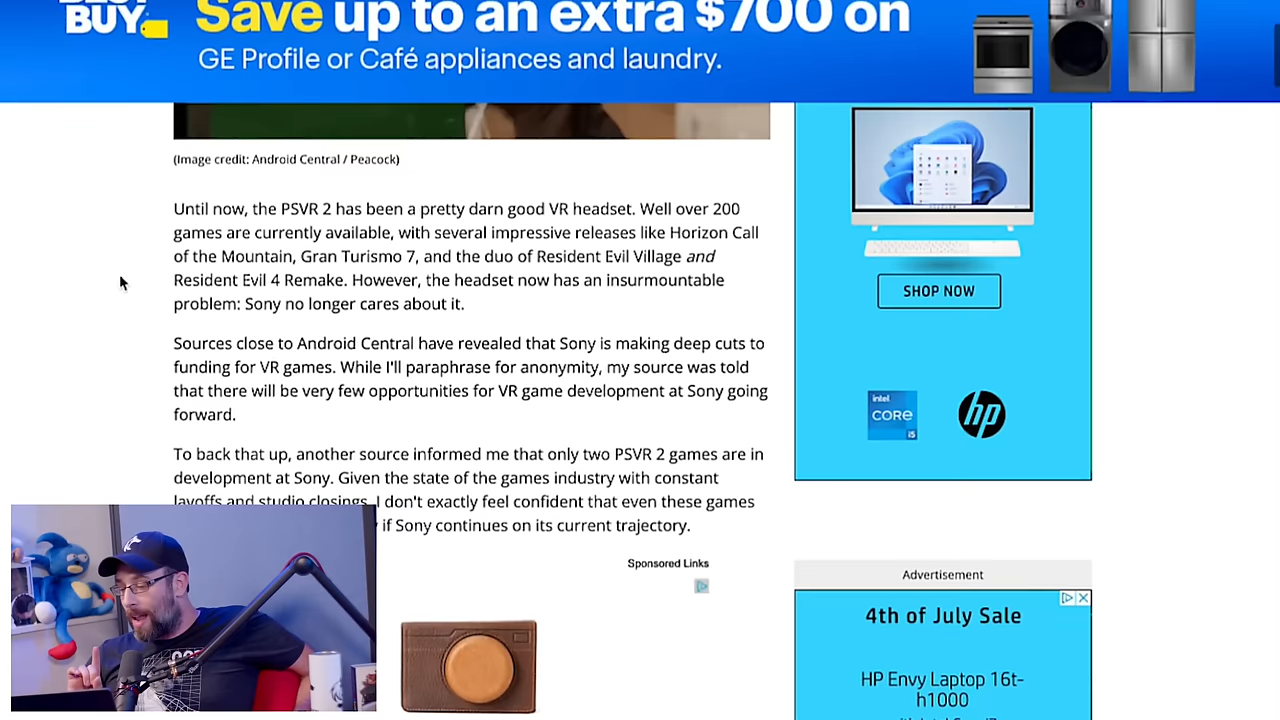 BEST
BUY
Save up to an extra $700 on
GE Profile or Café appliances and laundry.
(Image credit: Android Central / Peacock)
Until now, the PSVR 2 has been a pretty darn good VR headset. Well over 200
games are currently available, with several impressive releases like Horizon Call
of the Mountain, Gran Turismo 7, and the duo of Resident Evil Village and
Resident Evil 4 Remake. However, the headset now has an insurmountable
problem: Sony no longer cares about it.
Sources close to Android Central have revealed that Sony is making deep cuts to
funding for VR games. While I'll paraphrase for anonymity, my source was told
that there will be very few opportunities for VR game development at Sony going
forward.
To back that up, another source informed me that only two PSVR 2 games are in
development at Sony. Given the state of the games industry with constant
layoffs and studio closings, I don't exactly feel confident that even these games
if Sony continues on its current trajectory.
Sponsored Links
SHOP NOW
intel
CORE
i5
hp
Advertisement
4th of July Sale
HP Envy Laptop 16t-
h1000